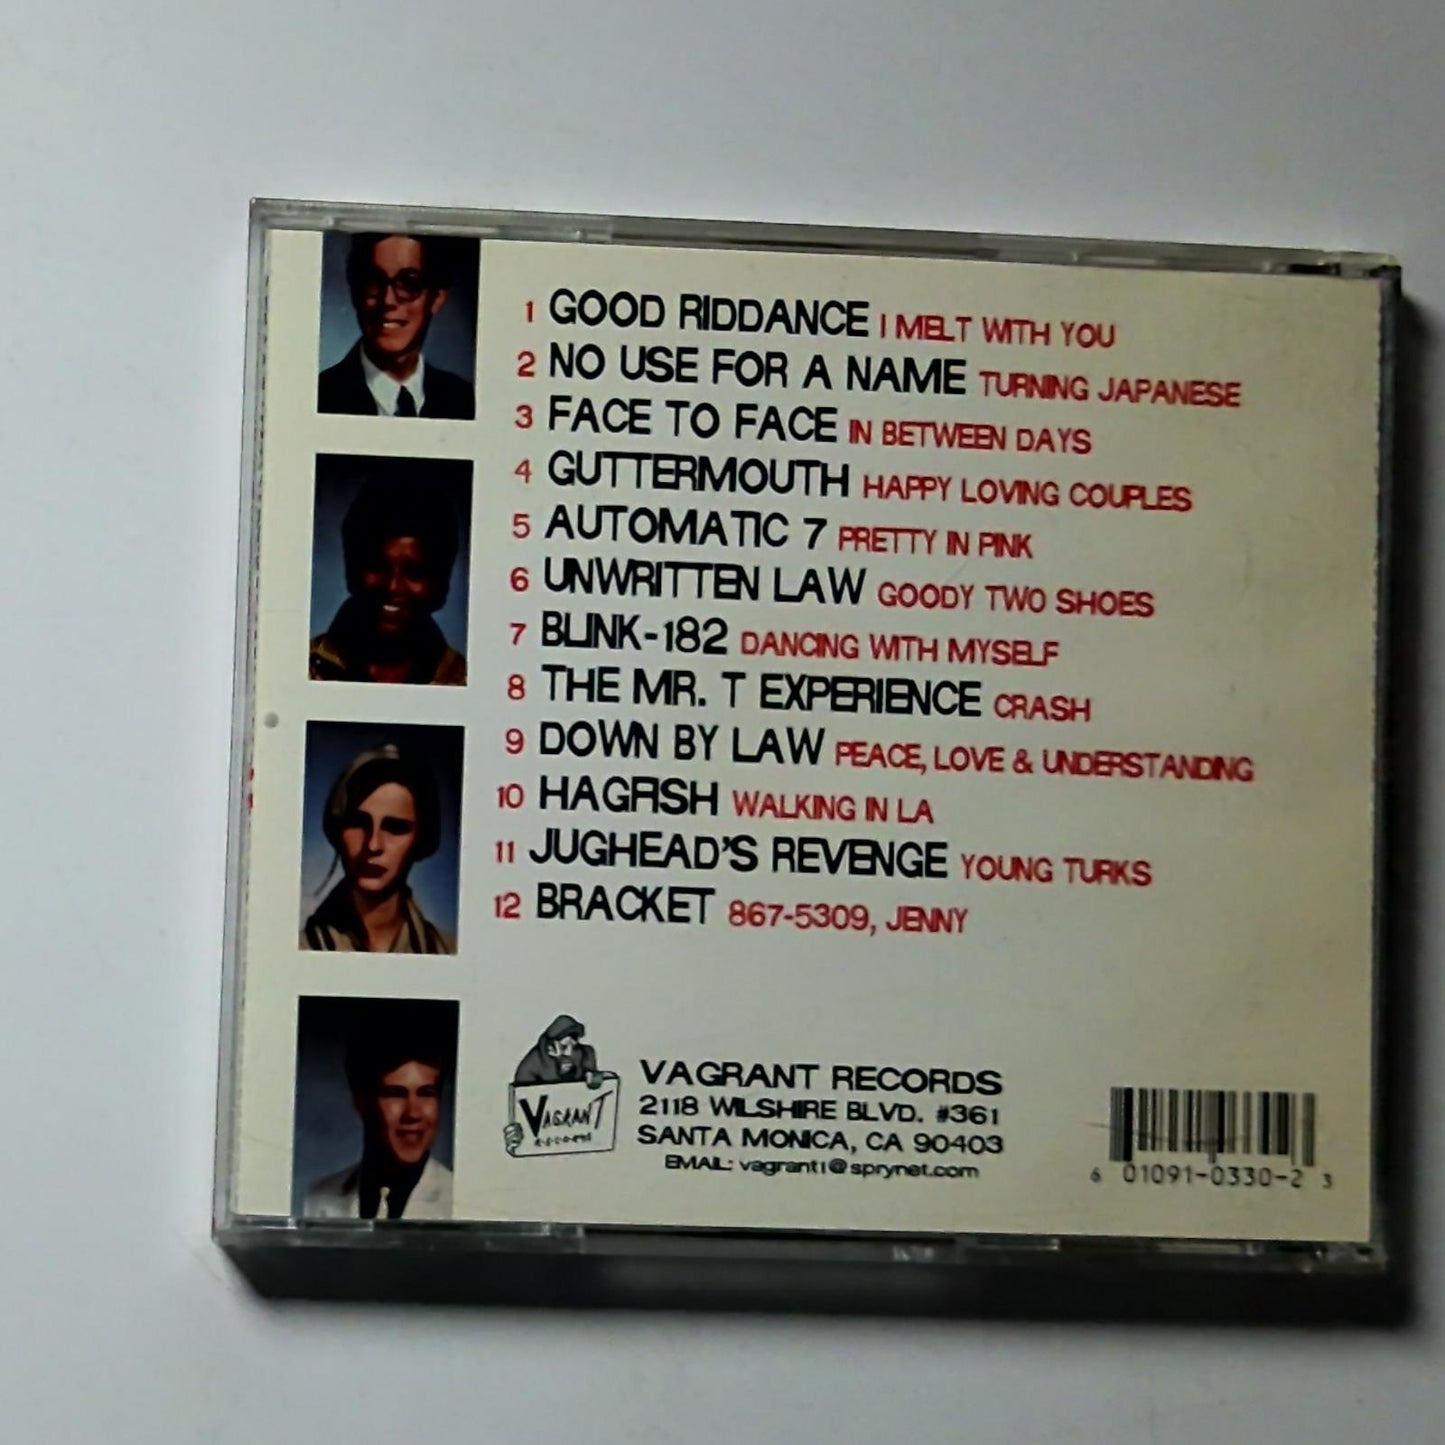 1 GOOD RIDDANCE I MELT WITH YOU
2 NO USE FOR A NAME TURNING JAPANESE
3 FACE TO FACE IN BETWEEN DAYS
4 GUTTERMOUTH HAPPY LOVING COUPLES
5 AUTOMATIC 7 PRETTY IN PINK
6 UNWRITTEN LAW GOODY TWO SHOES
7 BLINK-182 DANCING WITH MYSELF
8 THE MR. T EXPERIENCE CRASH
9 DOWN BY LAW PEACE, LOVE & UNDERSTANDING
10 HAGFISH WALKING IN LA
11 JUGHEAD'S REVENGE YOUNG TURKS
12 BRACKET 867-5309, JENNY
VAGRANT
RECORDS
VAGRANT RECORDS
2118 WILSHIRE BLVD. #361
SANTA MONICA, CA 90403
EMAIL: vagrant1@sprynet.com
6 01091-0330-2 3